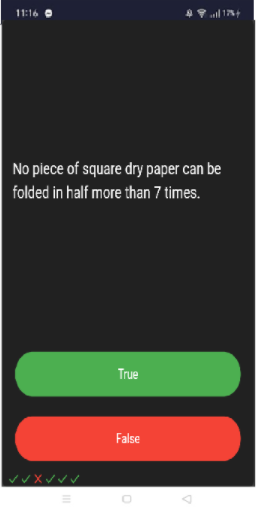 11:16 17%
No piece of square dry paper can be
folded in half more than 7 times.
True
False